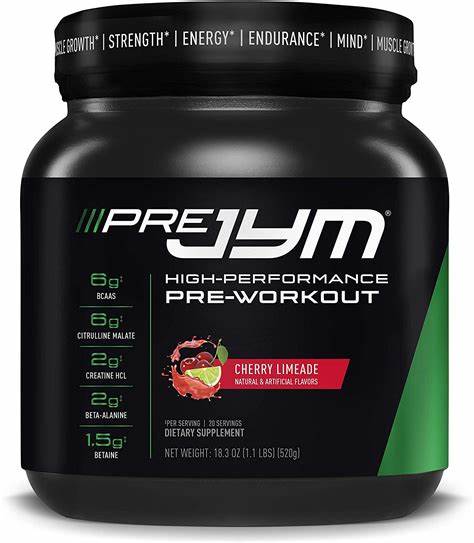 MUSCLE GROWTH* | STRENGTH* | ENERGY* | ENDURANCE* | MIND* | MUSCLE GROWTH
///PRE JYM®
HIGH-PERFORMANCE
PRE-WORKOUT
6g‡
BCAAS
6g‡
CITRULLINE MALATE
2g‡
CREATINE HCL
2g‡
BETA-ALANINE
1.5g‡
BETAINE
CHERRY LIMEADE
NATURAL & ARTIFICIAL FLAVORS
‡PER SERVING | 20 SERVINGS
DIETARY SUPPLEMENT
NET WEIGHT: 18.3 OZ (1.1 LBS) (520g)